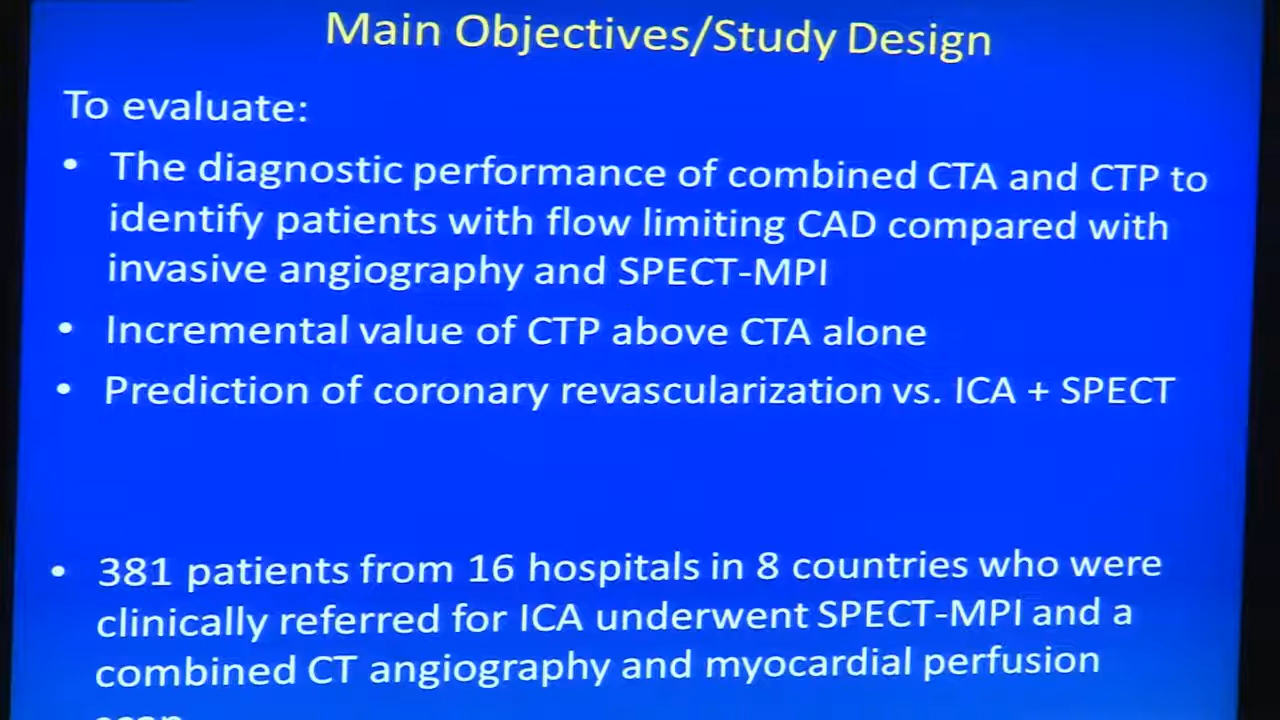 Main Objectives/Study Design
To evaluate:
• The diagnostic performance of combined CTA and CTP to
identify patients with flow limiting CAD compared with
invasive angiography and SPECT-MPI
• Incremental value of CTP above CTA alone
• Prediction of coronary revascularization vs. ICA + SPECT
• 381 patients from 16 hospitals in 8 countries who were
clinically referred for ICA underwent SPECT-MPI and a
combined CT angiography and myocardial perfusion